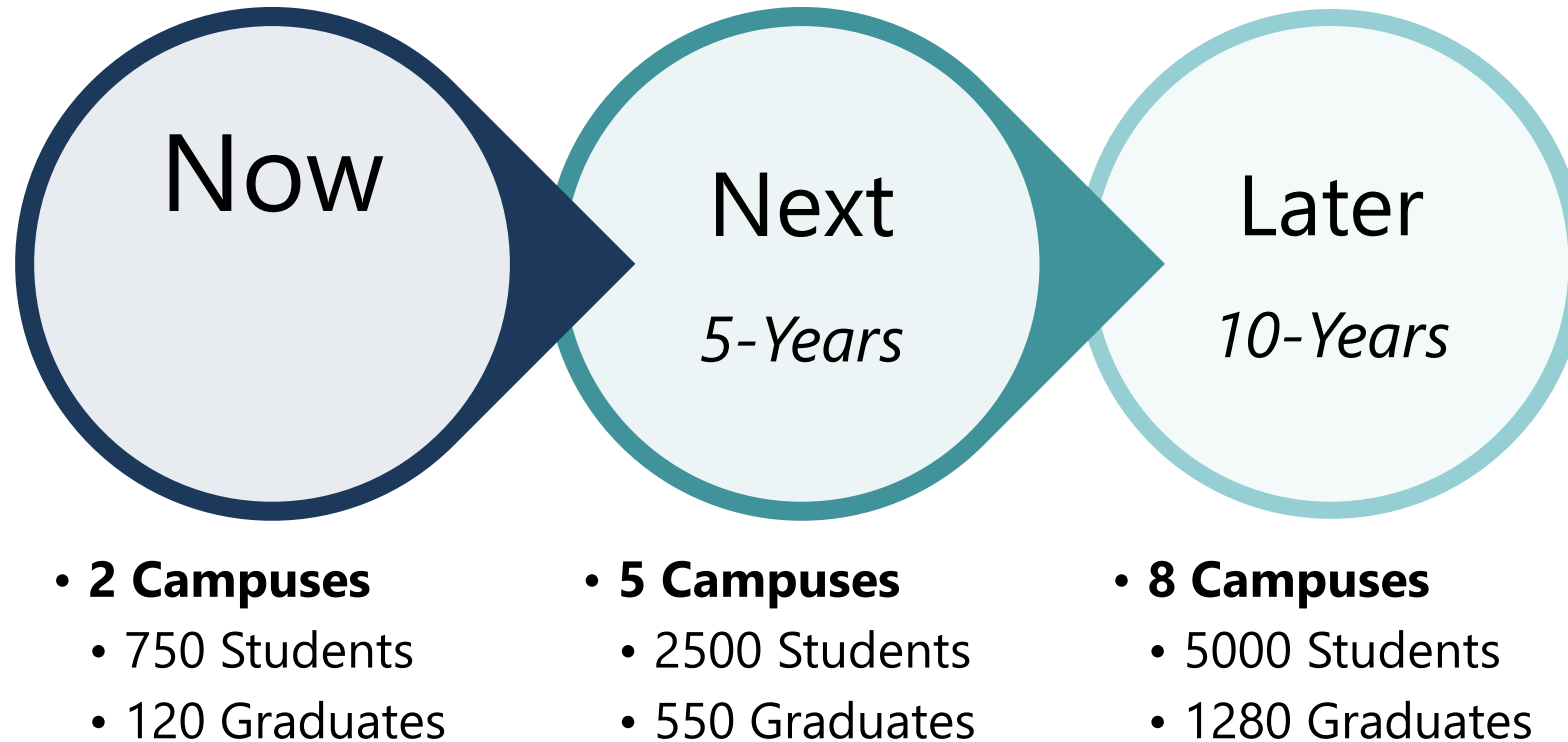 Now
Next
5-Years
Later
10-Years
• 2 Campuses
• 750 Students
• 120 Graduates
• 5 Campuses
• 2500 Students
• 550 Graduates
• 8 Campuses
• 5000 Students
• 1280 Graduates